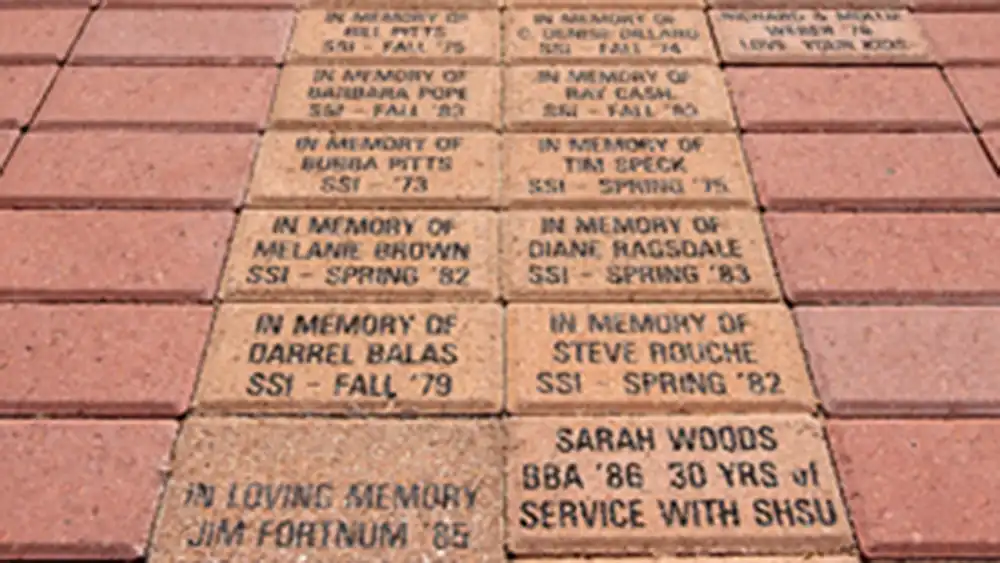 IN MEMORY OF
BILL PITTS
SSI - FALL '75
IN MEMORY OF
C. DENISE DILLARD
SSI - FALL '74
RICHARD & MOLLIE
WEBER '76
LOVE YOUR KIDS
IN MEMORY OF
BARBARA POPE
SSI - FALL '83
IN MEMORY OF
RAY CASH
SSI - FALL
IN MEMORY OF
BUBBA PITTS
SSI - '73
IN MEMORY OF
TIM SPECK
SSI - SPRING '75
IN MEMORY OF
MELANIE BROWN
SSI - SPRING '82
IN MEMORY OF
DIANE RAGSDALE
SSI - SPRING '83
IN MEMORY OF
DARREL BALAS
SSI - FALL '79
IN MEMORY OF
STEVE ROUCHE
SSI - SPRING '82
IN LOVING MEMORY
JIM FORTNUM '85
SARAH WOODS
BBA '86 30 YRS of
SERVICE WITH SHSU